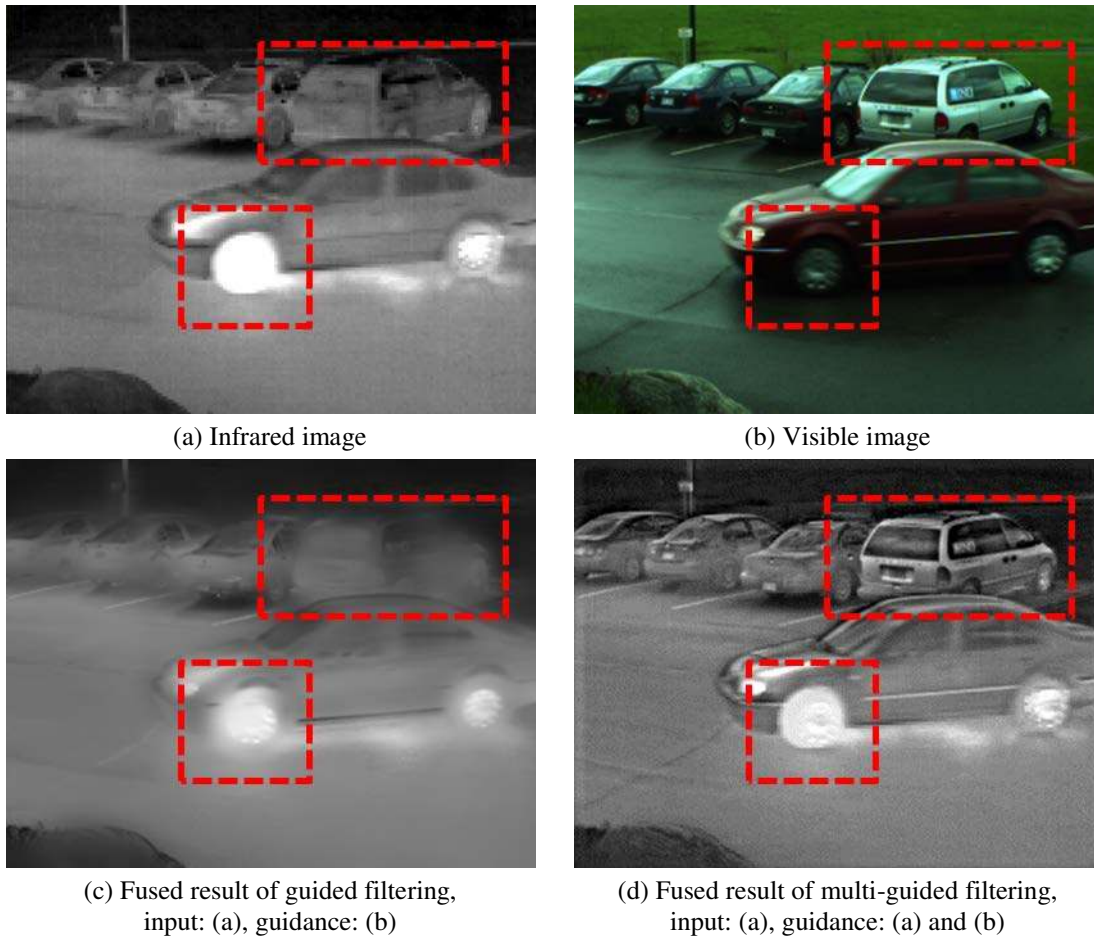 (a) Infrared image
(b) Visible image
(c) Fused result of guided filtering,
input: (a), guidance: (b)
(d) Fused result of multi-guided filtering,
input: (a), guidance: (a) and (b)